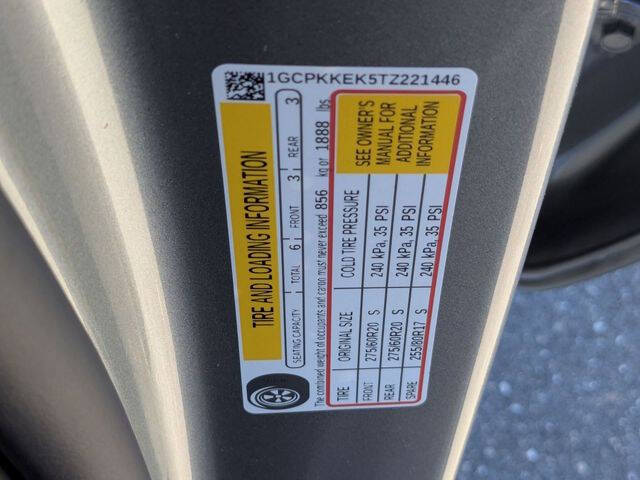 1GCPKKEK5TZ221446
TIRE AND LOADING INFORMATION
SEATING CAPACITY TOTAL 6 FRONT 3 REAR 3
The combined weight of occupants and cargo must never exceed 856 kg or 1888 lbs
TIRE ORIGINAL SIZE COLD TIRE PRESSURE
FRONT 275/60R20 S 240 kPa, 35 PSI
REAR 275/60R20 S 240 kPa, 35 PSI
SPARE 255/80R17 S 240 kPa, 35 PSI
SEE OWNER'S
MANUAL FOR
ADDITIONAL
INFORMATION